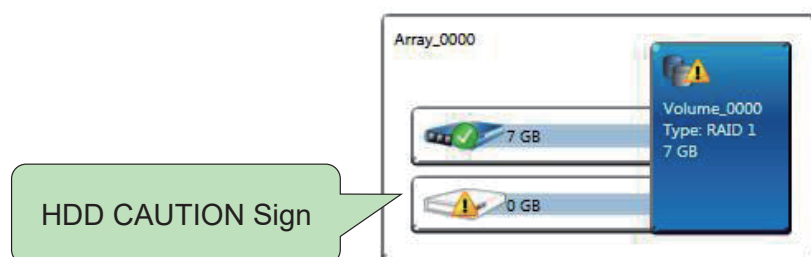 Array_0000
Volume_0000
Type: RAID 1
7 GB
7 GB
0 GB
HDD CAUTION Sign